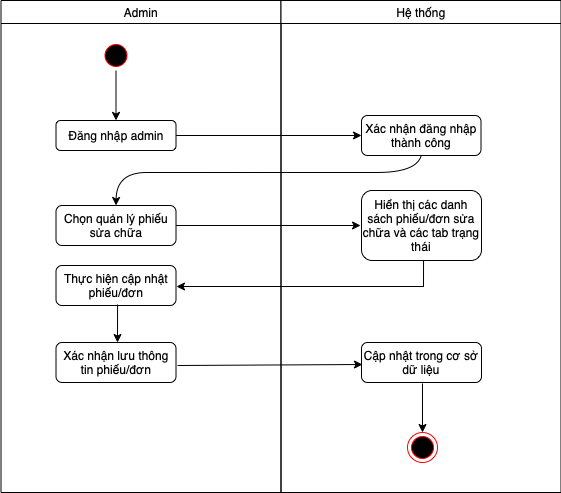 Admin
Hệ thống
Đăng nhập admin
Xác nhận đăng nhập
thành công
Chọn quản lý phiếu
sửa chữa
Hiển thị các danh
sách phiếu/đơn sửa
chữa và các tab trạng
thái
Thực hiện cập nhật
phiếu/đơn
Xác nhận lưu thông
tin phiếu/đơn
Cập nhật trong cơ sở
dữ liệu